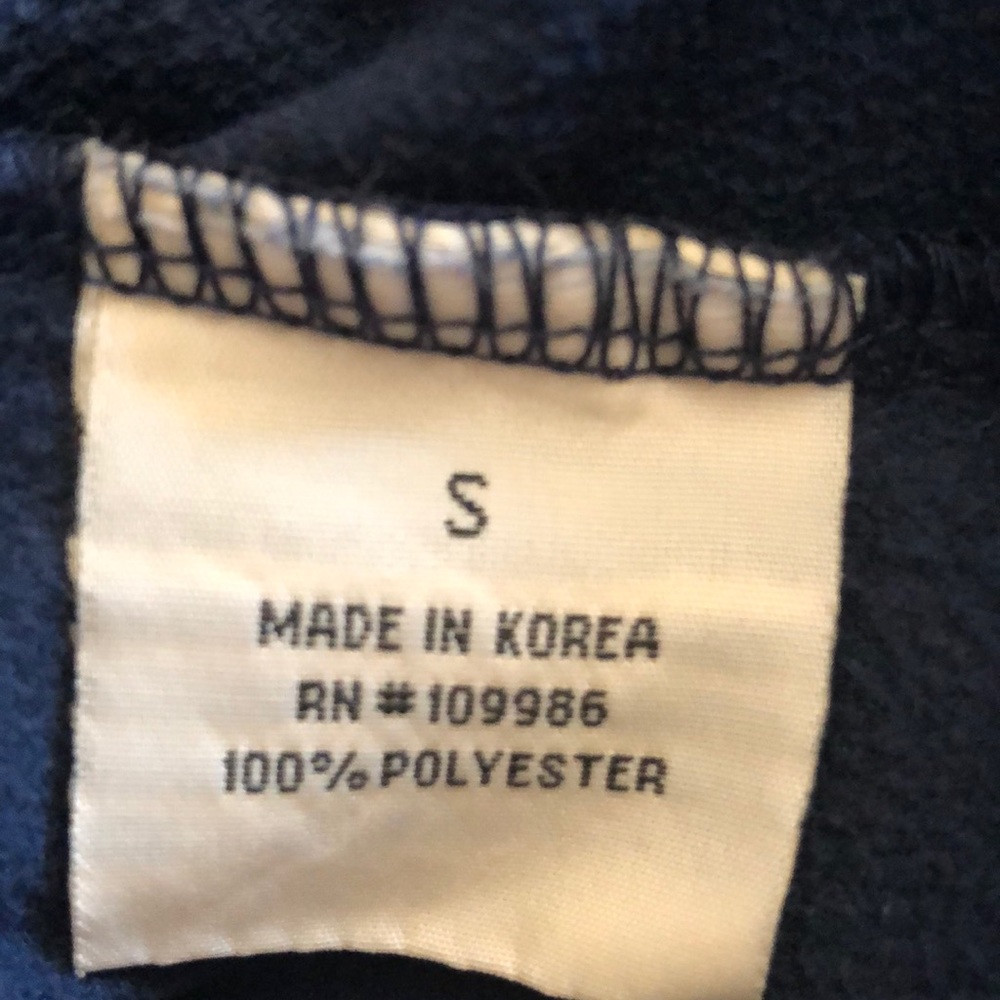 S
MADE IN KOREA
RN #109986
100% POLYESTER